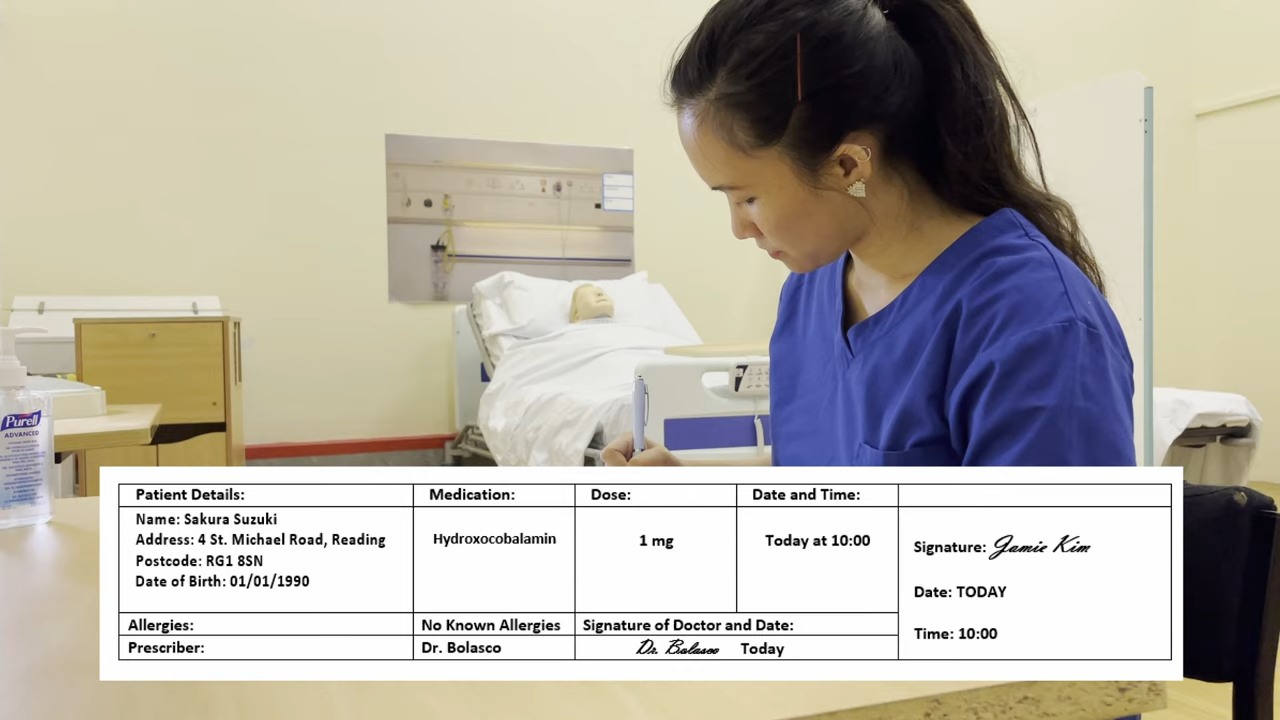 Purell
ADVANCED
Patient Details:
Medication:
Dose:
Date and Time:
Name: Sakura Suzuki
Address: 4 St. Michael Road, Reading
Postcode: RG1 8SN
Date of Birth: 01/01/1990
Hydroxocobalamin
1 mg
Today at 10:00
Signature: Jamie Kim
Date: TODAY
Time: 10:00
Allergies:
No Known Allergies
Signature of Doctor and Date:
Prescriber:
Dr. Bolasco
Dr. Bolasco Today